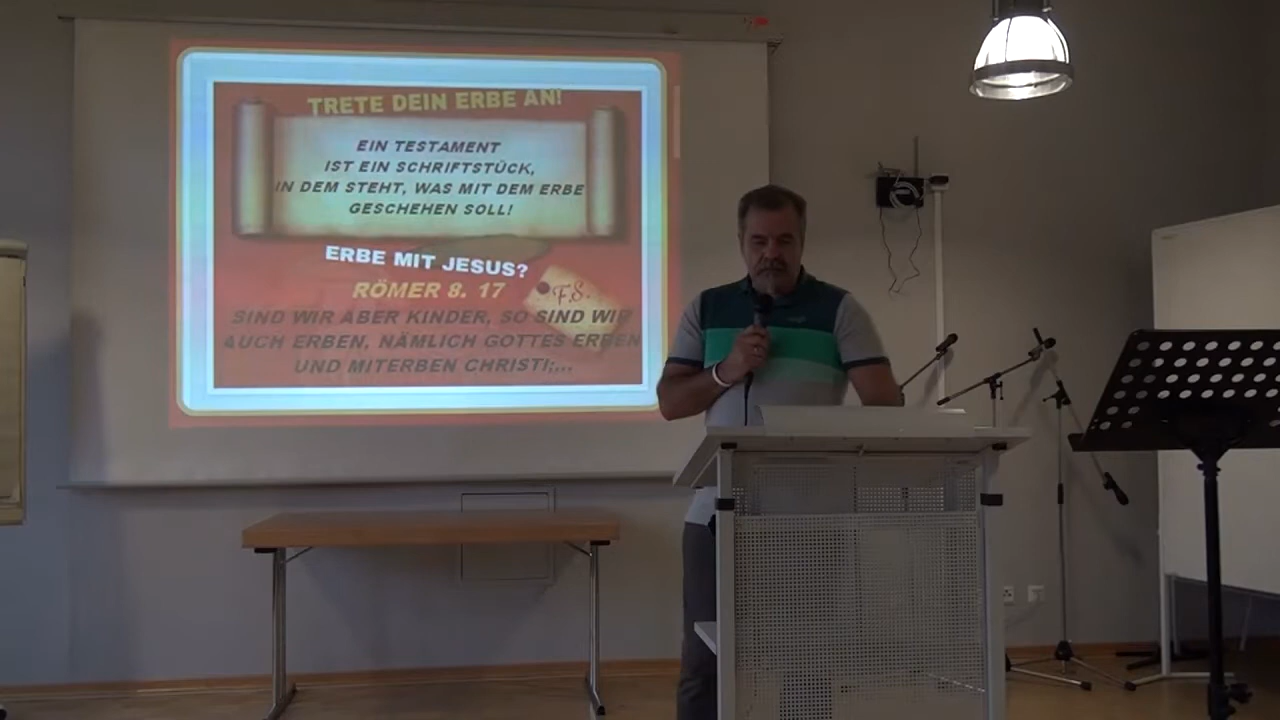 TRETE DEIN ERBE AN!
EIN TESTAMENT
IST EIN SCHRIFTSTÜCK,
IN DEM STEHT, WAS MIT DEM ERBE
GESCHEHEN SOLL!
ERBE MIT JESUS?
RÖMER 8. 17
F.S.
SIND WIR ABER KINDER, SO SIND WIR
AUCH ERBEN, NÄMLICH GOTTES ERBEN
UND MITERBEN CHRISTI;...